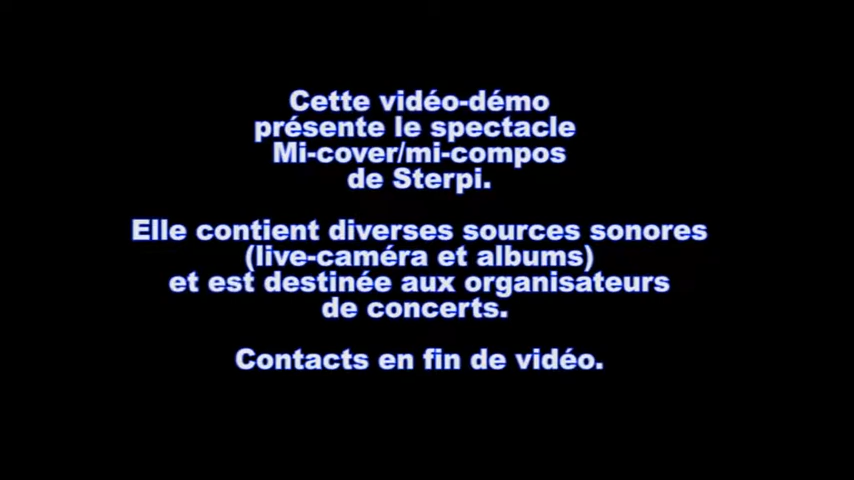 Cette vidéo-démo
présente le spectacle
Mi-cover/mi-compos
de Sterpi.
Elle contient diverses sources sonores
(live-caméra et albums)
et est destinée aux organisateurs
de concerts.
Contacts en fin de vidéo.